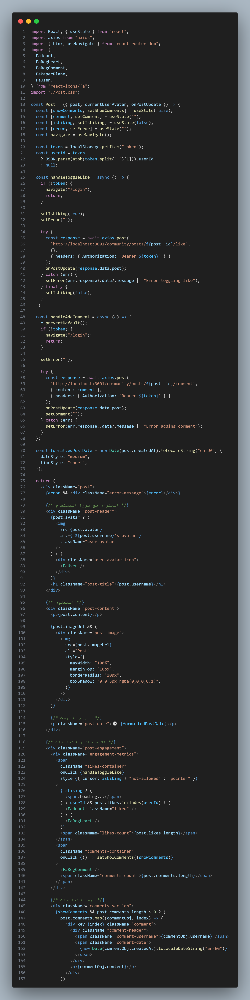 1 import React, { useState } from "react";
2 import axios from "axios";
3 import { Link, useNavigate } from "react-router-dom";
4 import {
5   FaHeart,
6   FaRegHeart,
7   FaRegComment,
8   FaPaperPlane,
9   FaUser,
10 } from "react-icons/fa";
11 import "./Post.css";
12
13 const Post = ({ post, currentUserAvatar, onPostUpdate }) => {
14   const [showComments, setShowComments] = useState(false);
15   const [comment, setComment] = useState("");
16   const [isLiking, setIsLiking] = useState(false);
17   const [error, setError] = useState("");
18   const navigate = useNavigate();
19
20   const token = localStorage.getItem("token");
21   const userId = token
22     ? JSON.parse(atob(token.split(".")[1])).userId
23     : null;
24
25   const handleToggleLike = async () => {
26     if (!token) {
27       navigate("/login");
28       return;
29     }
30
31     setIsLiking(true);
32     setError("");
33
34     try {
35       const response = await axios.post(
36         `http://localhost:3001/community/posts/${post._id}/like`,
37         {},
38         { headers: { Authorization: `Bearer ${token}` } }
39       );
40       onPostUpdate(response.data.post);
41     } catch (err) {
42       setError(err.response?.data?.message || "Error toggling like");
43     } finally {
44       setIsLiking(false);
45     }
46   };
47
48   const handleAddComment = async (e) => {
49     e.preventDefault();
50     if (!token) {
51       navigate("/login");
52       return;
53     }
54
55     setError("");
56
57     try {
58       const response = await axios.post(
59         `http://localhost:3001/community/posts/${post._id}/comment`,
60         { content: comment },
61         { headers: { Authorization: `Bearer ${token}` } }
62       );
63       onPostUpdate(response.data.post);
64       setComment("");
65     } catch (err) {
66       setError(err.response?.data?.message || "Error adding comment");
67     }
68   };
69
70   const formattedPostDate = new Date(post.createdAt).toLocaleString("en-UA", {
71     dateStyle: "medium",
72     timeStyle: "short",
73   });
74
75   return (
76     <div className="post">
77       {error && <div className="error-message">{error}</div>}
78
79       {/* العنوان مع صورة المستخدم */}
80       <div className="post-header">
81         {post.avatar ? (
82           <img
83             src={post.avatar}
84             alt={`${post.username}'s avatar`}
85             className="user-avatar"
86           />
87         ) : (
88           <div className="user-avatar-icon">
89             <FaUser />
90           </div>
91         )}
92         <h1 className="post-title">{post.username}</h1>
93       </div>
94
95       {/* المحتوى */}
96       <div className="post-content">
97         <p>{post.content}</p>
98
99         {post.imageUrl && (
100           <div className="post-image">
101             <img
102               src={post.imageUrl}
103               alt="Post"
104               style={{
105                 maxWidth: "100%",
106                 marginTop: "10px",
107                 borderRadius: "10px",
108                 boxShadow: "0 0 5px rgba(0,0,0,0.1)",
109               }}
110             />
111           </div>
112         )}
113
114         {/* تاريخ البوست */}
115         <p className="post-date">🕒 {formattedPostDate}</p>
116       </div>
117
118       {/* الإعجابات والتعليقات */}
119       <div className="post-engagement">
120         <div className="engagement-metrics">
121           <span
122             className="likes-container"
123             onClick={handleToggleLike}
124             style={{ cursor: isLiking ? "not-allowed" : "pointer" }}
125           >
126             {isLiking ? (
127               <span>Loading...</span>
128             ) : userId && post.likes.includes(userId) ? (
129               <FaHeart className="liked" />
130             ) : (
131               <FaRegHeart />
132             )}
133             <span className="likes-count">{post.likes.length}</span>
134           </span>
135           <span
136             className="comments-container"
137             onClick={() => setShowComments(!showComments)}
138           >
139             <FaRegComment />
140             <span className="comments-count">{post.comments.length}</span>
141           </span>
142         </div>
143
144         {/* عرض التعليقات */}
145         <div className="comments-section">
146           {showComments && post.comments.length > 0 ? (
147             post.comments.map((commentObj, index) => (
148               <div key={index} className="comment">
149                 <div className="comment-header">
150                   <span className="comment-username">{commentObj.username}</span>
151                   <span className="comment-date">
152                     {new Date(commentObj.createdAt).toLocaleDateString("ar-EG")}
153                   </span>
154                 </div>
155                 <p>{commentObj.content}</p>
156               </div>
157             ))